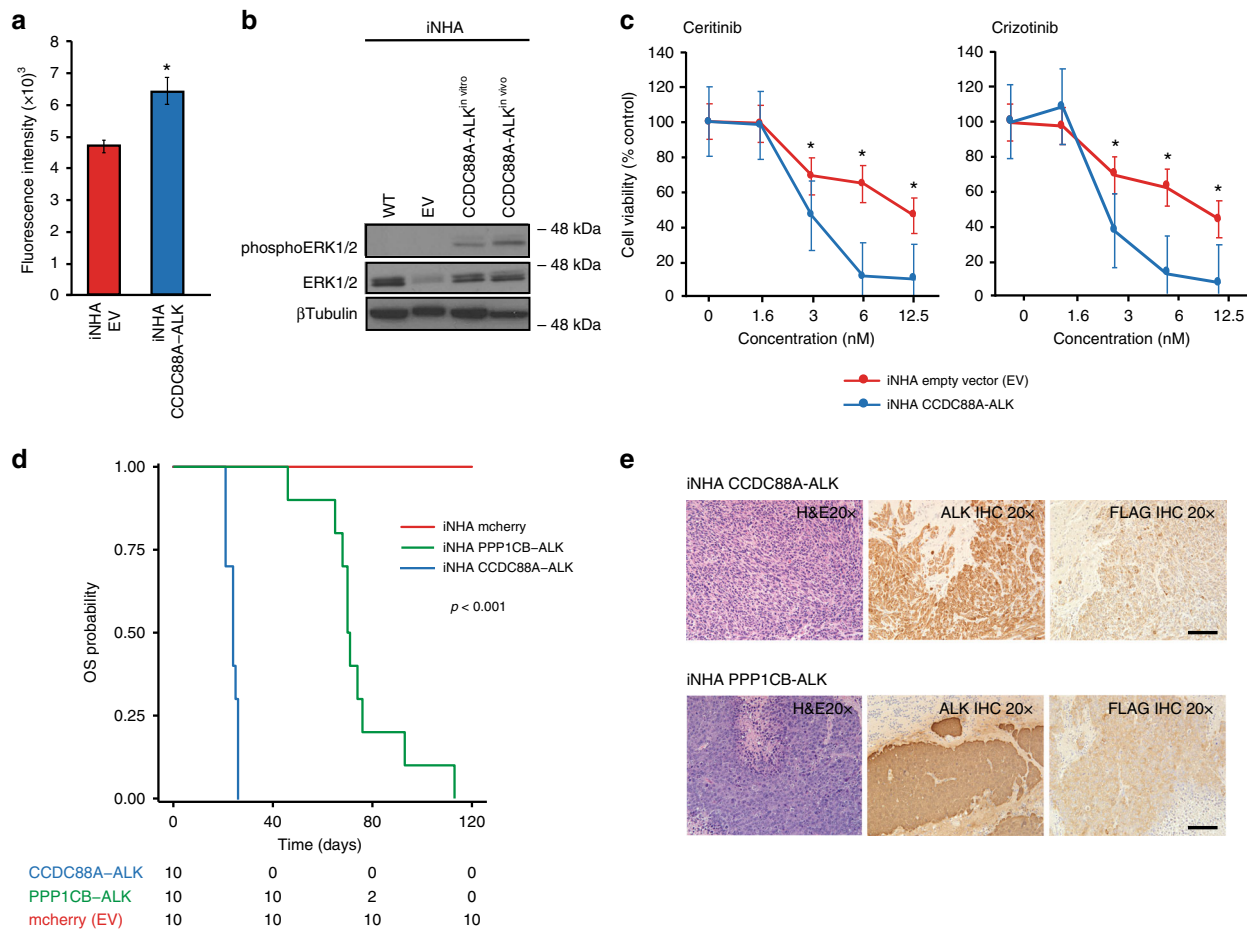 a
Fluorescence intensity (×10)³
8
7
6
5
4
3
2
1
0
*
iNHA
EV
iNHA
CCDC88A–ALK
b
iNHA
WT
EV
CCDC88A-ALK in vitro
CCDC88A-ALK in vivo
phosphoERK1/2
ERK1/2
βTubulin
– 48 kDa
– 48 kDa
– 48 kDa
c
Ceritinib
Cell viability (% control)
140
120
100
80
60
40
20
0
* * *
0 1.6 3 6 12.5
Concentration (nM)
Crizotinib
140
120
100
80
60
40
20
0
* * *
0 1.6 3 6 12.5
Concentration (nM)
iNHA empty vector (EV)
iNHA CCDC88A-ALK
d
OS probability
1.00
0.75
0.50
0.25
0.00
iNHA mcherry
iNHA PPP1CB–ALK
iNHA CCDC88A–ALK
p < 0.001
0 40 80 120
Time (days)
CCDC88A–ALK 10 0 0 0
PPP1CB–ALK 10 10 2 0
mcherry (EV) 10 10 10 10
e
iNHA CCDC88A-ALK
H&E20× ALK IHC 20× FLAG IHC 20×
iNHA PPP1CB-ALK
H&E20× ALK IHC 20× FLAG IHC 20×